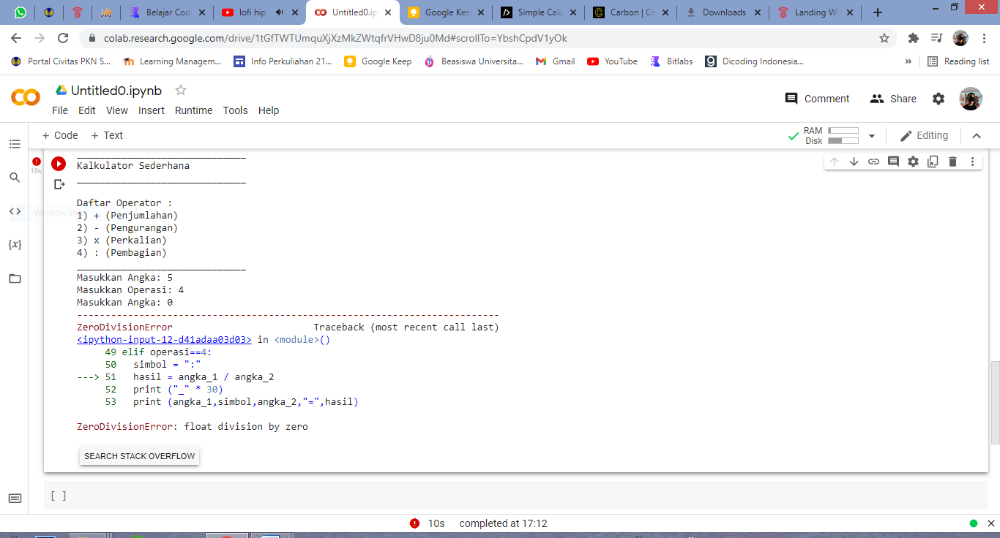 Belajar Codi
lofi hip
Untitled0.ip
Google Kee
Simple Calc
Carbon | Cr
Downloads
Landing Wi
colab.research.google.com/drive/1tGfTWTUmquXjXzMkZWtqfrVHwD8ju0Md#scrollTo=YbshCpdV1yOk
Portal Civitas PKN S...
Learning Managem...
Info Perkuliahan 21...
Google Keep
Beasiswa Universita...
Gmail
YouTube
Bitlabs
Dicoding Indonesia...
»
Reading list
Untitled0.ipynb
Comment
Share
File Edit View Insert Runtime Tools Help
+ Code + Text
RAM
Disk
Editing
10s
______________________________
Kalkulator Sederhana
______________________________
Daftar Operator :
1) + (Penjumlahan)
2) - (Pengurangan)
3) x (Perkalian)
4) : (Pembagian)
______________________________
Masukkan Angka: 5
Masukkan Operasi: 4
Masukkan Angka: 0
---------------------------------------------------------------------------
ZeroDivisionError Traceback (most recent call last)
<ipython-input-12-d41adaa03d03> in <module>()
49 elif operasi==4:
50 simbol = ":"
---> 51 hasil = angka_1 / angka_2
52 print ("_" * 30)
53 print (angka_1,simbol,angka_2,"=",hasil)
ZeroDivisionError: float division by zero
SEARCH STACK OVERFLOW
[ ]
10s completed at 17:12